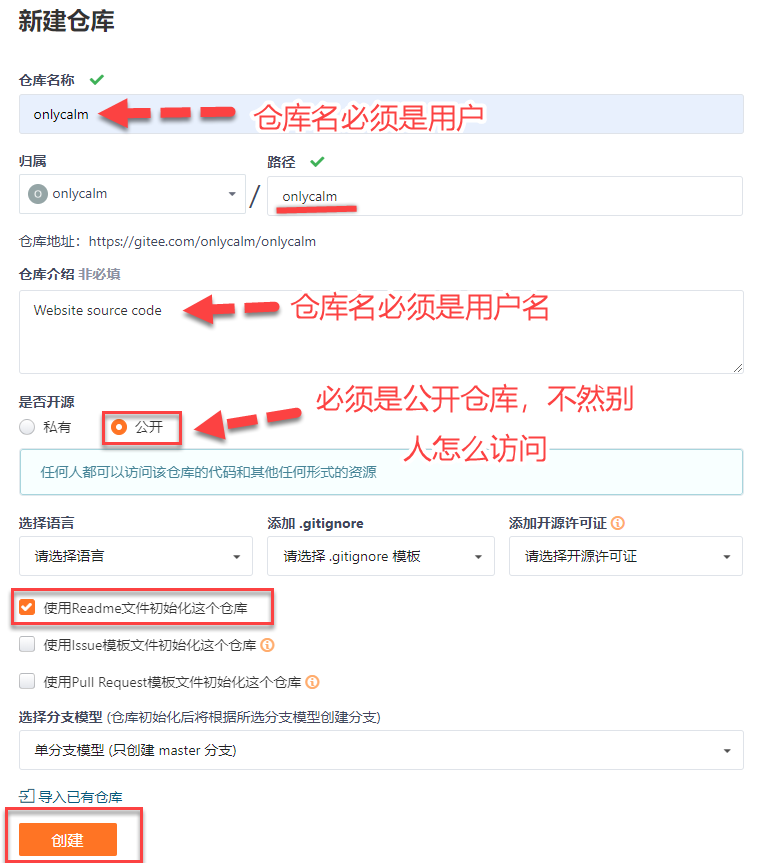 新建仓库
仓库名称
onlycalm
仓库名必须是用户
归属
路径
O onlycalm
/
onlycalm
仓库地址：https://gitee.com/onlycalm/onlycalm
仓库介绍 非必填
Website source code
仓库名必须是用户名
是否开源
私有
公开
必须是公开仓库，不然别
人怎么访问
任何人都可以访问该仓库的代码和其他任何形式的资源
选择语言
添加 .gitignore
添加开源许可证
请选择语言
请选择 .gitignore 模板
请选择开源许可证
使用Readme文件初始化这个仓库
使用Issue模板文件初始化这个仓库
使用Pull Request模板文件初始化这个仓库
选择分支模型 (仓库初始化后将根据所选分支模型创建分支)
单分支模型 (只创建 master 分支)
导入已有仓库
创建